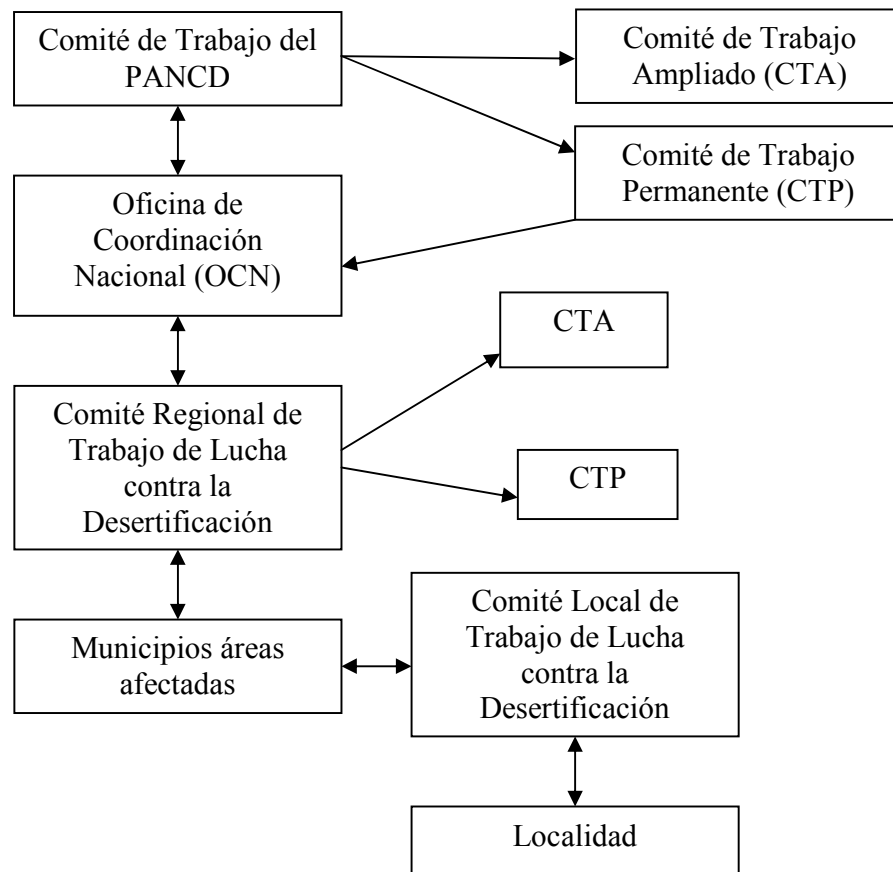 Comité de Trabajo del
PANCD
Comité de Trabajo
Ampliado (CTA)
Comité de Trabajo
Permanente (CTP)
Oficina de
Coordinación
Nacional (OCN)
CTA
Comité Regional de
Trabajo de Lucha
contra la
Desertificación
CTP
Comité Local de
Trabajo de Lucha
contra la
Desertificación
Municipios áreas
afectadas
Localidad